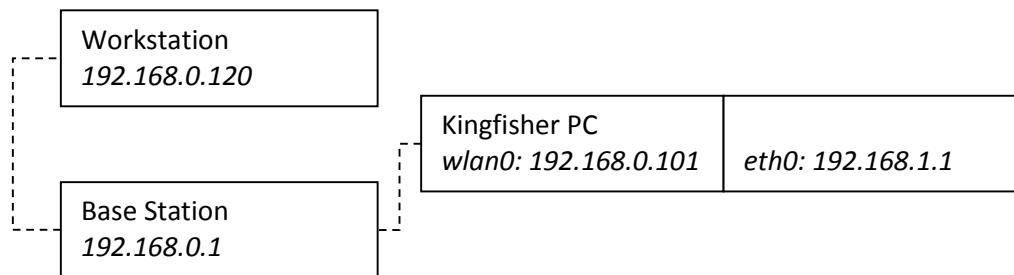 Workstation
192.168.0.120
Kingfisher PC
wlan0: 192.168.0.101
eth0: 192.168.1.1
Base Station
192.168.0.1